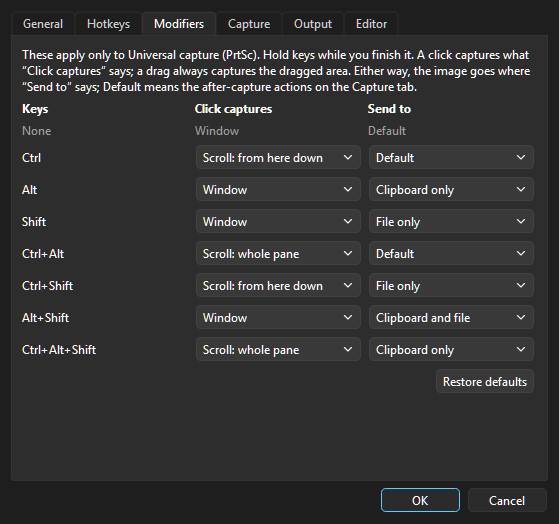 General Hotkeys Modifiers Capture Output Editor
These apply only to Universal capture (PrtSc). Hold keys while you finish it. A click captures what
“Click captures” says; a drag always captures the dragged area. Either way, the image goes where
“Send to” says; Default means the after-capture actions on the Capture tab.
Keys Click captures Send to
None Window Default
Ctrl Scroll: from here down Default
Alt Window Clipboard only
Shift Window File only
Ctrl+Alt Scroll: whole pane Default
Ctrl+Shift Scroll: from here down File only
Alt+Shift Window Clipboard and file
Ctrl+Alt+Shift Scroll: whole pane Clipboard only
Restore defaults
OK Cancel